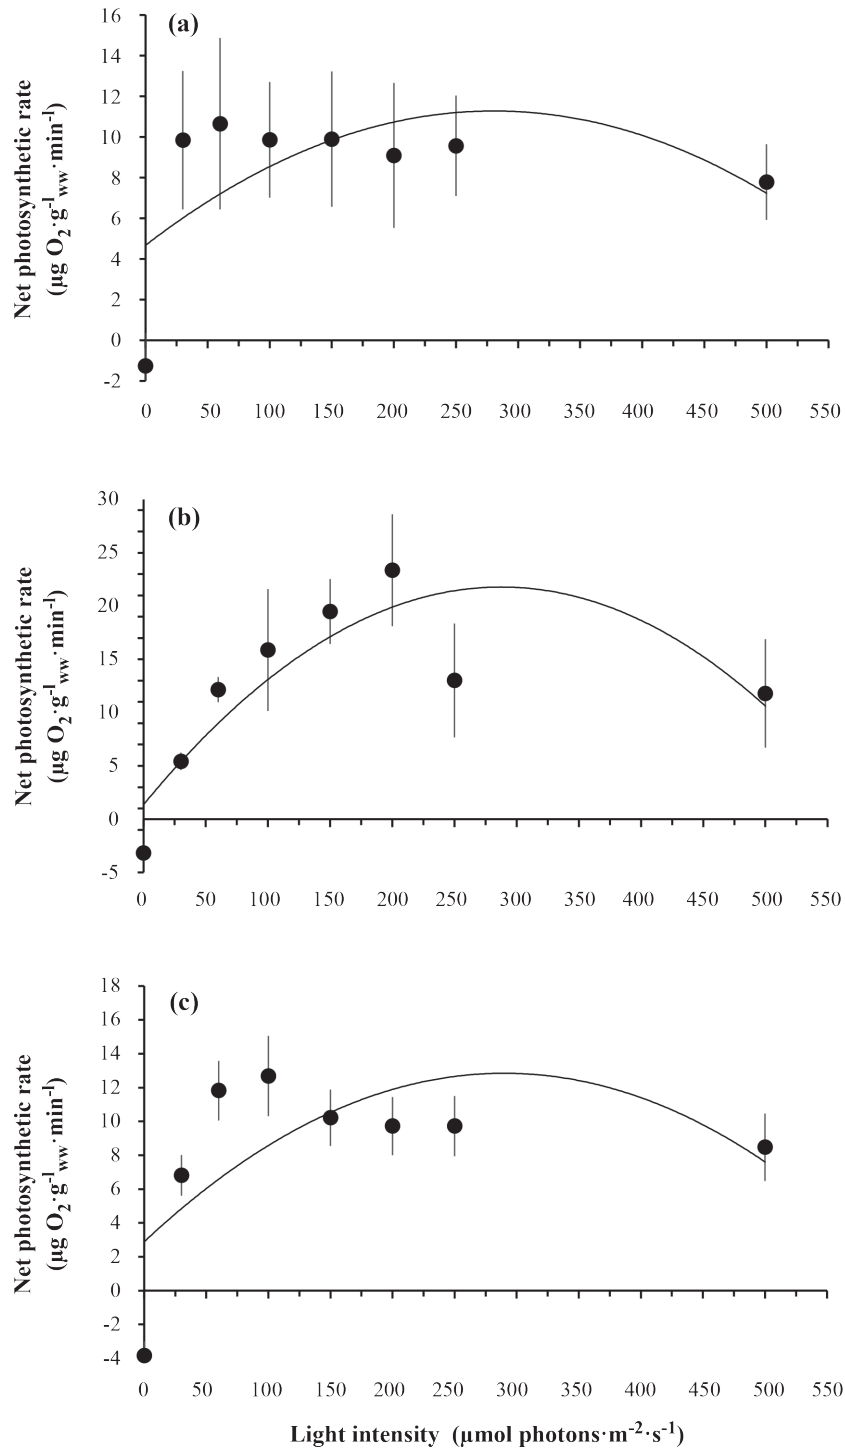 (a)
Net photosynthetic rate
(µg O2·g-1ww·min-1)
16
14
12
10
8
6
4
2
0
-2
0 50 100 150 200 250 300 350 400 450 500 550
(b)
Net photosynthetic rate
(µg O2·g-1ww·min-1)
30
25
20
15
10
5
0
-5
0 50 100 150 200 250 300 350 400 450 500 550
(c)
Net photosynthetic rate
(µg O2·g-1ww·min-1)
18
16
14
12
10
8
6
4
2
0
-2
-4
0 50 100 150 200 250 300 350 400 450 500 550
Light intensity (µmol photons·m-2·s-1)